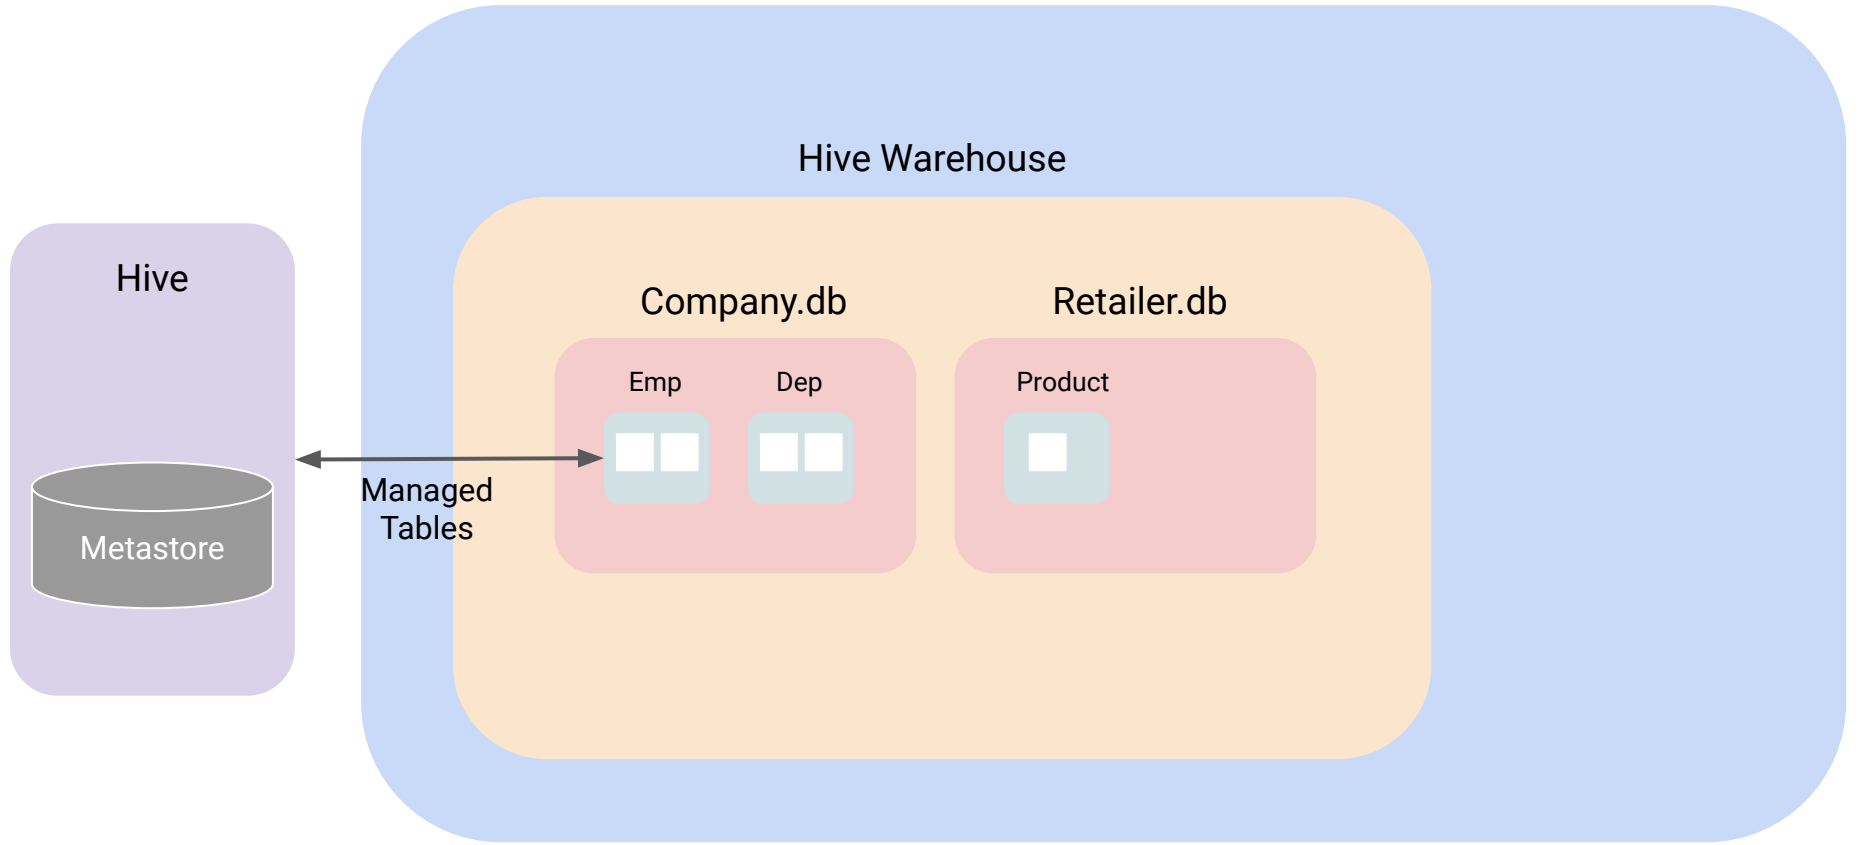 Hive Warehouse
Hive
Company.db
Retailer.db
Emp
Dep
Product
Managed
Tables
Metastore